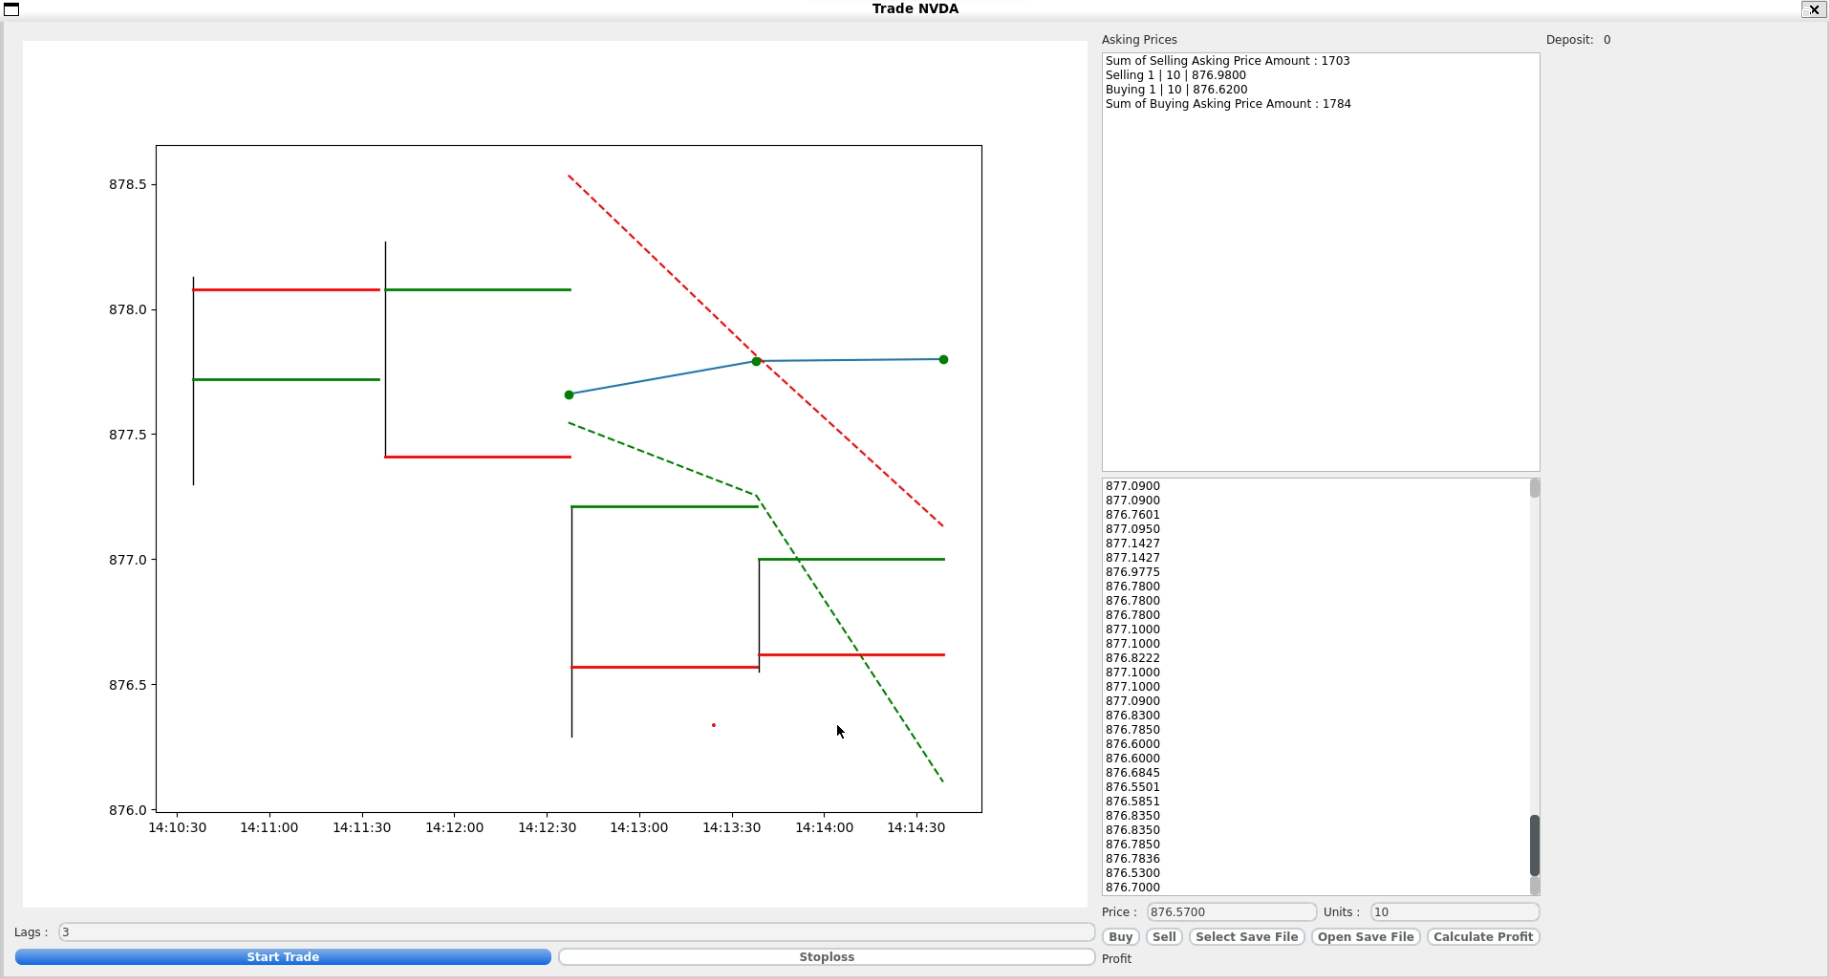 Trade NVDA
Asking Prices
Deposit: 0
Sum of Selling Asking Price Amount : 1703
Selling 1 | 10 | 876.9800
Buying 1 | 10 | 876.6200
Sum of Buying Asking Price Amount : 1784
878.5
878.0
877.5
877.0
876.5
876.0
14:10:30 14:11:00 14:11:30 14:12:00 14:12:30 14:13:00 14:13:30 14:14:00 14:14:30
877.0900
877.0900
876.7601
877.0950
877.1427
877.1427
876.9775
876.7800
876.7800
876.7800
877.1000
877.1000
876.8222
877.1000
877.1000
877.0900
876.8300
876.7850
876.6000
876.6000
876.6845
876.5501
876.5851
876.8350
876.8350
876.7850
876.7836
876.5300
876.7000
Price : 876.5700 Units : 10
Lags : 3
Buy Sell Select Save File Open Save File Calculate Profit
Start Trade Stoploss
Profit